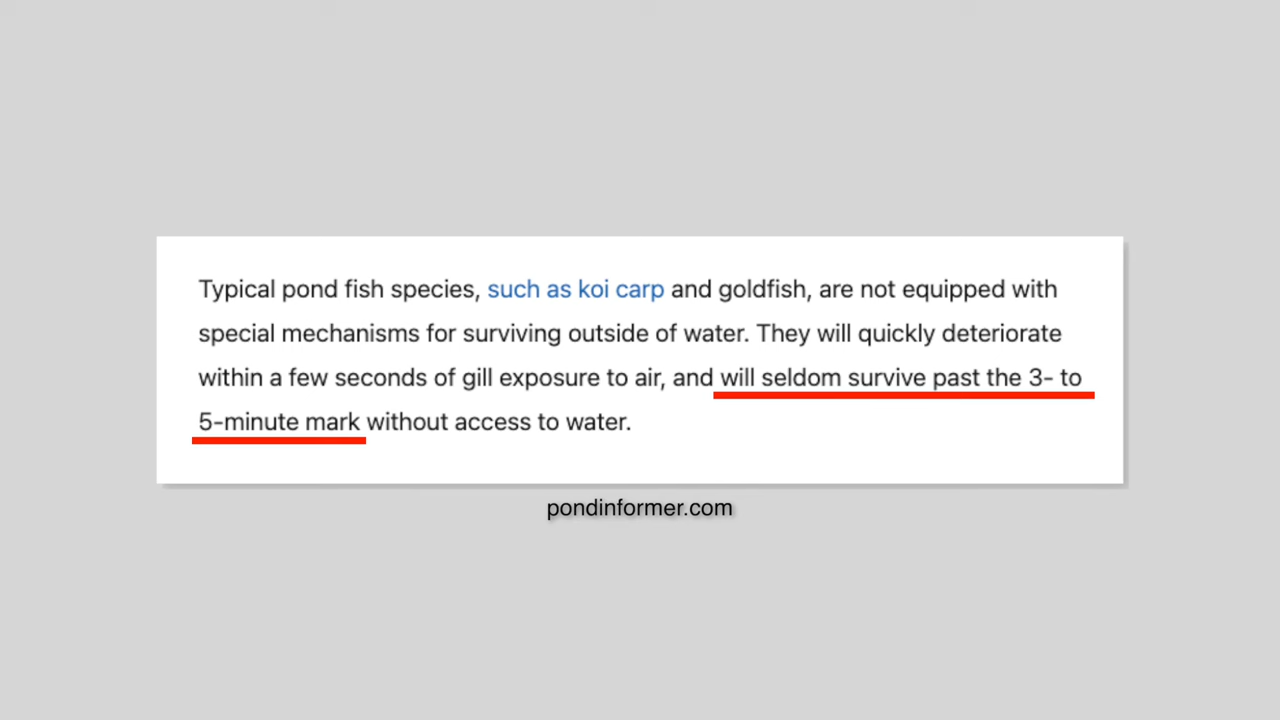 Typical pond fish species, such as koi carp and goldfish, are not equipped with
special mechanisms for surviving outside of water. They will quickly deteriorate
within a few seconds of gill exposure to air, and will seldom survive past the 3- to
5-minute mark without access to water.
pondinformer.com